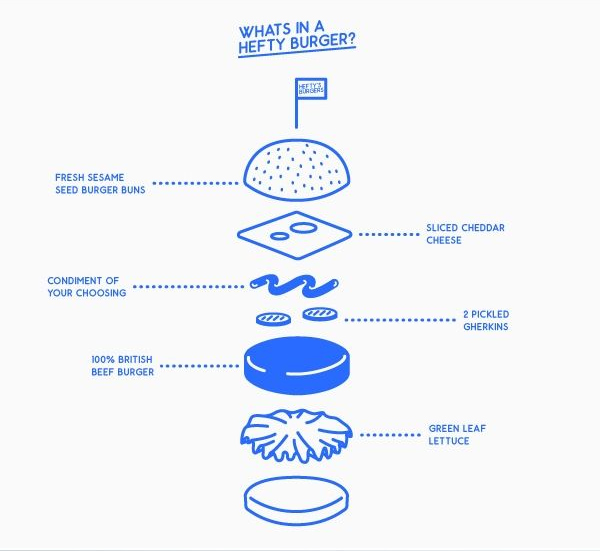 WHATS IN A
HEFTY BURGER?
HEFTY'S
BURGERS
FRESH SESAME
SEED BURGER BUNS
SLICED CHEDDAR
CHEESE
CONDIMENT OF
YOUR CHOOSING
2 PICKLED
GHERKINS
100% BRITISH
BEEF BURGER
GREEN LEAF
LETTUCE